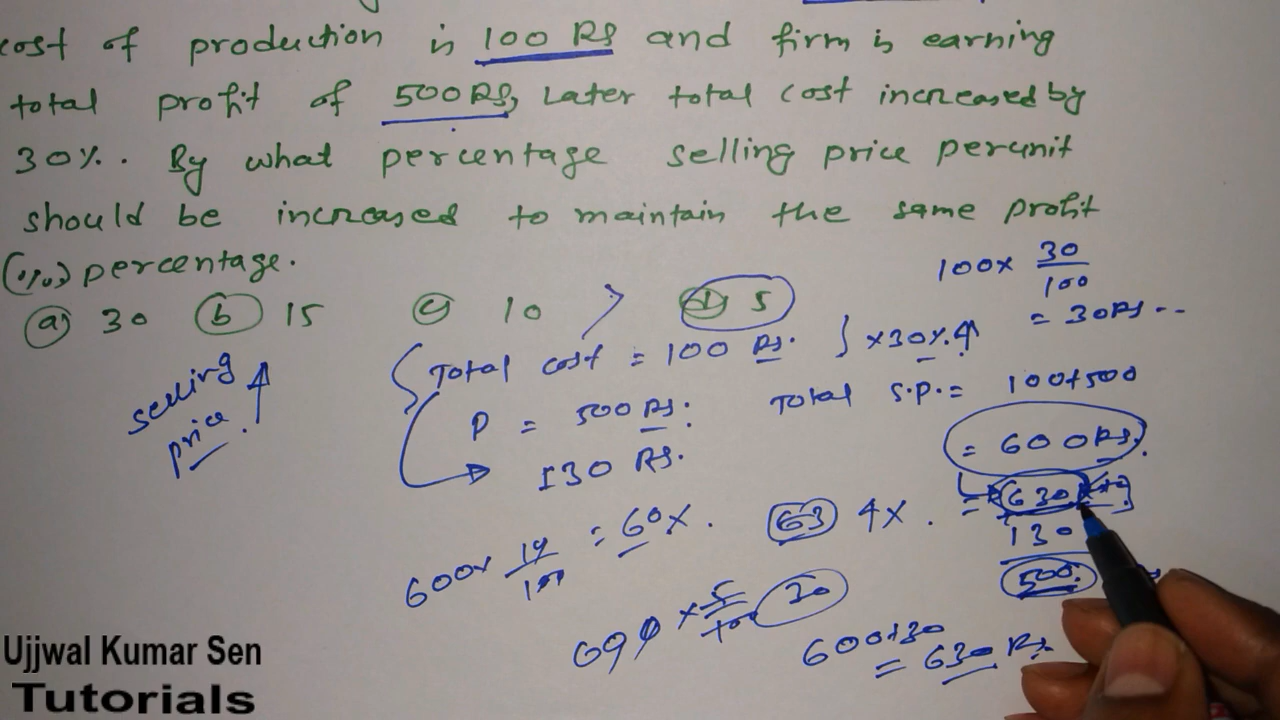 cost of production is 100 Rs and firm is earning
total profit of 500Rs, Later total cost increased by
30%. By what percentage selling price perunit
should be increased to maintain the same profit
(%) percentage.
(a) 30 (b) 15 (c) 10 (d) 5
100x 30/100
= 30Rs --
Total cost = 100 Rs. } x30%
selling
price
P = 500 Rs.
Total S.P. = 100+500
= 600Rs.
130 Rs.
= 630
130
500
600x 10/100 = 60x.
63 4x.
x 5/100 30
600+30
= 630 Rs.
Ujjwal Kumar Sen
Tutorials